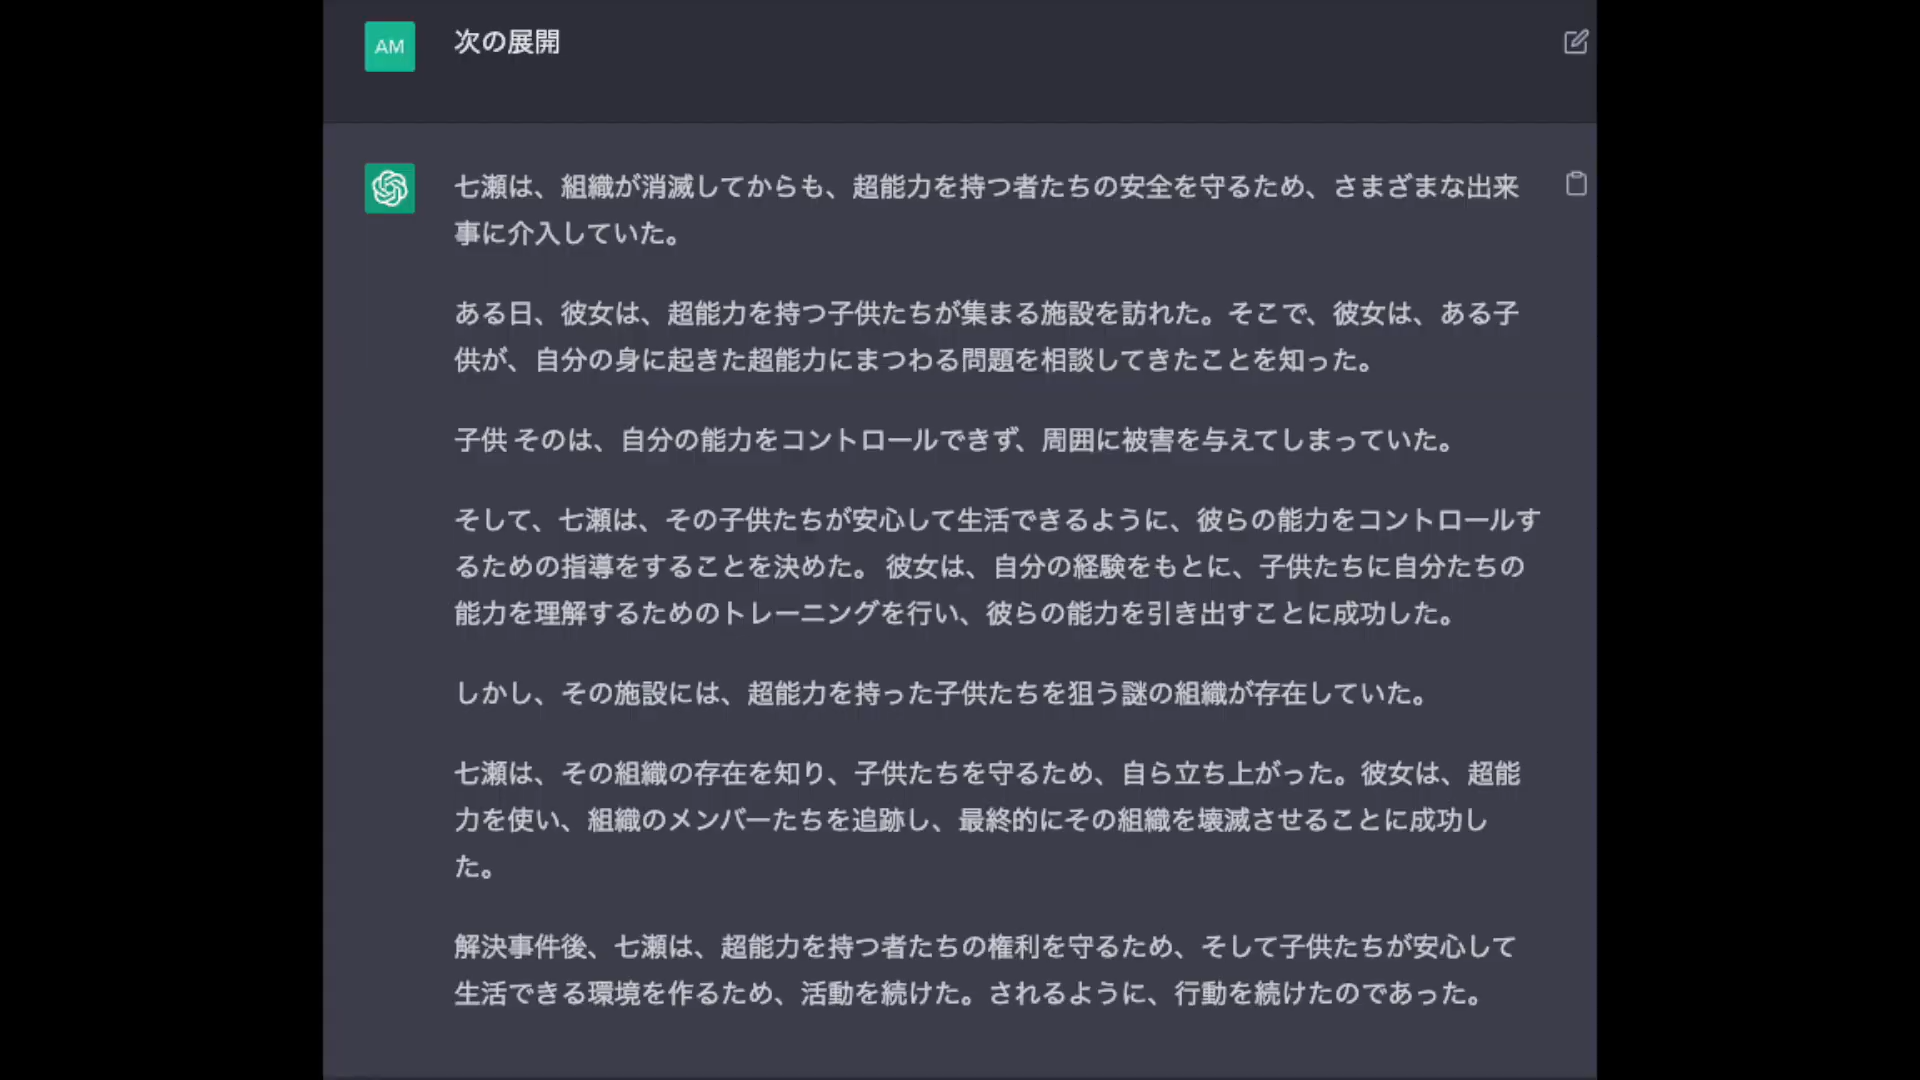 AM
次の展開
七瀬は、組織が消滅してからも、超能力を持つ者たちの安全を守るため、さまざまな出来
事に介入していた。
ある日、彼女は、超能力を持つ子供たちが集まる施設を訪れた。そこで、彼女は、ある子
供が、自分の身に起きた超能力にまつわる問題を相談してきたことを知った。
子供 そのは、自分の能力をコントロールできず、周囲に被害を与えてしまっていた。
そして、七瀬は、その子供たちが安心して生活できるように、彼らの能力をコントロールす
るための指導をすることを決めた。 彼女は、自分の経験をもとに、子供たちに自分たちの
能力を理解するためのトレーニングを行い、彼らの能力を引き出すことに成功した。
しかし、その施設には、超能力を持った子供たちを狙う謎の組織が存在していた。
七瀬は、その組織の存在を知り、子供たちを守るため、自ら立ち上がった。彼女は、超能
力を使い、組織のメンバーたちを追跡し、最終的にその組織を壊滅させることに成功し
た。
解決事件後、七瀬は、超能力を持つ者たちの権利を守るため、そして子供たちが安心して
生活できる環境を作るため、活動を続けた。されるように、行動を続けたのであった。